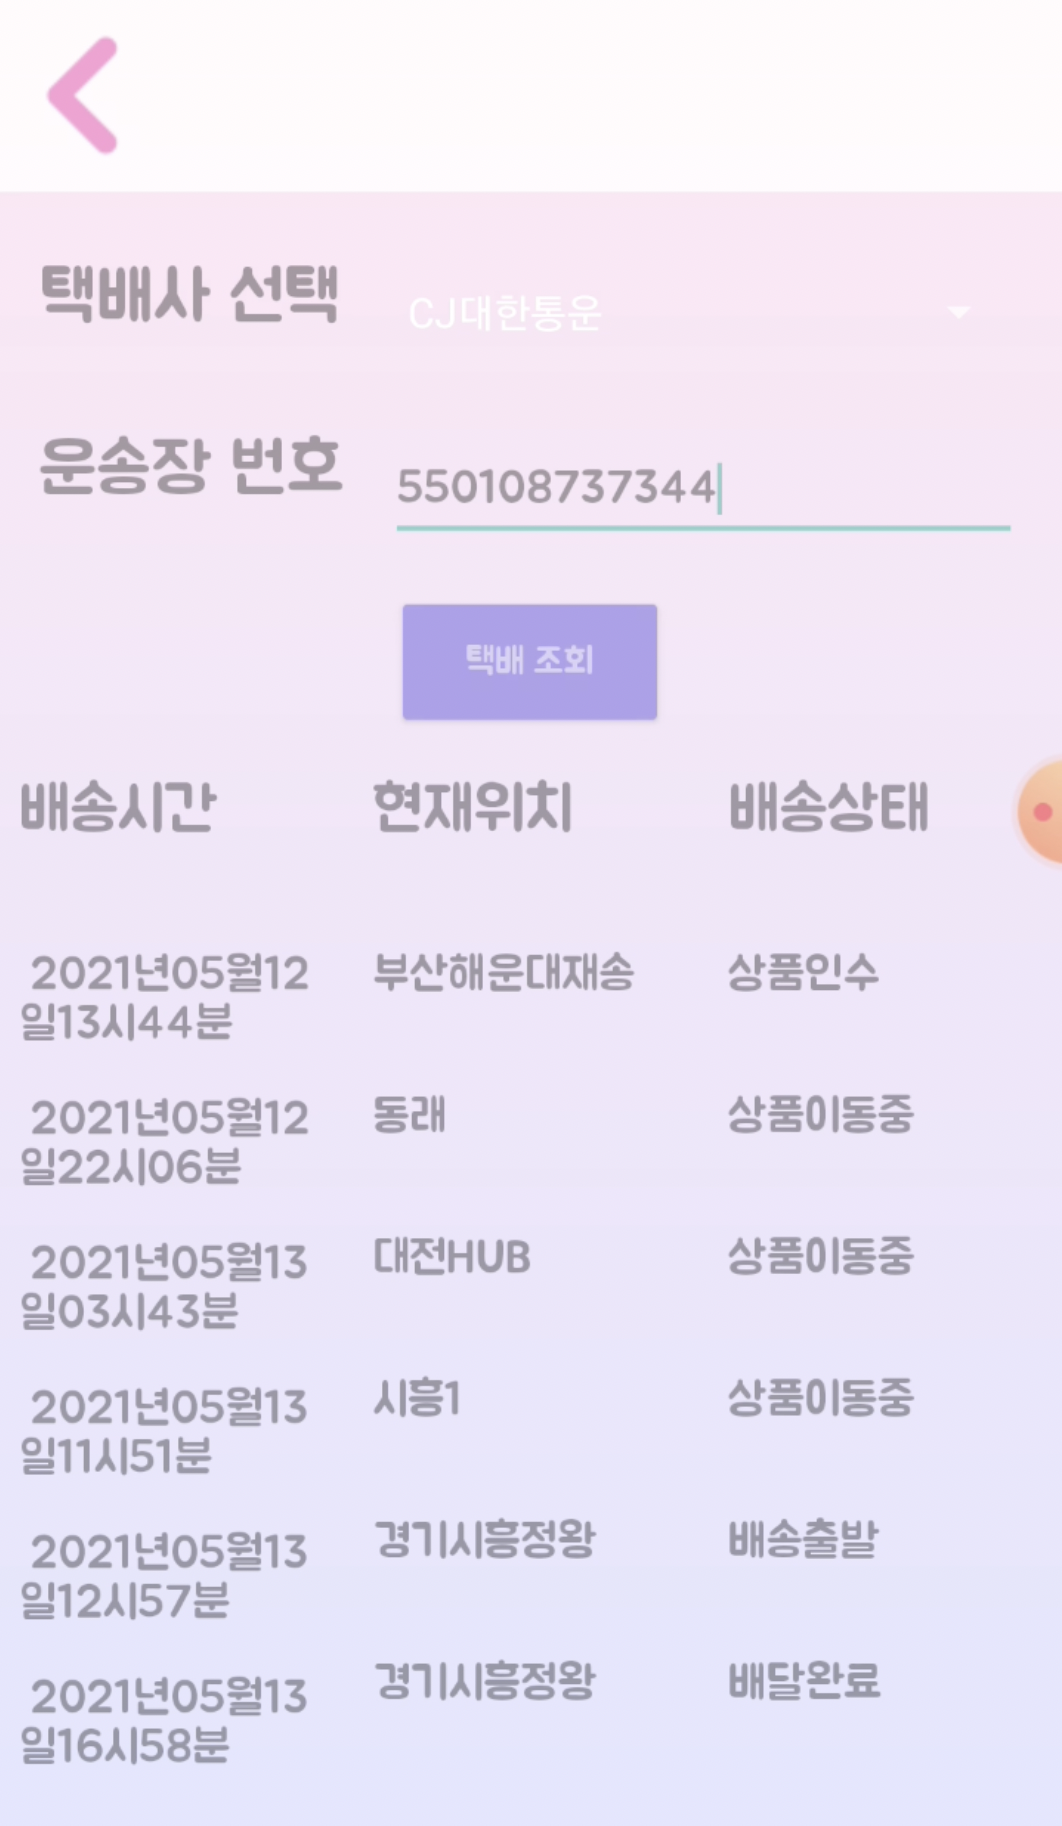 택배사 선택 CJ대한통운
운송장 번호 550108737344
택배 조회
배송시간 현재위치 배송상태
2021년05월12 부산해운대재송 상품인수
일13시44분
2021년05월12 동래 상품이동중
일22시06분
2021년05월13 대전HUB 상품이동중
일03시43분
2021년05월13 시흥1 상품이동중
일11시51분
2021년05월13 경기시흥정왕 배송출발
일12시57분
2021년05월13 경기시흥정왕 배달완료
일16시58분